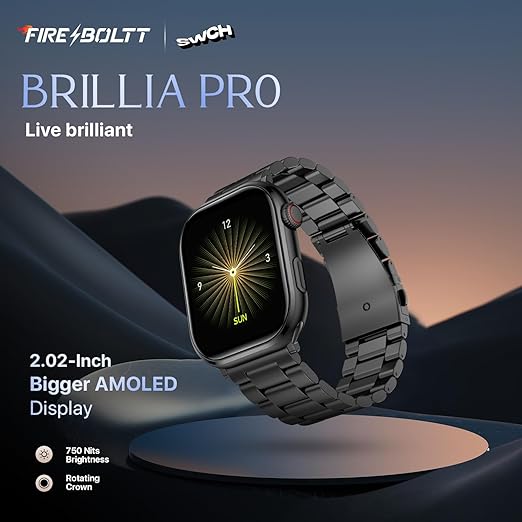 FIRE BOLTT
SWCH
BRILLIA PRO
Live brilliant
12
9
3
SUN
2.02-Inch
Bigger AMOLED
Display
750 Nits
Brightness
Rotating
Crown